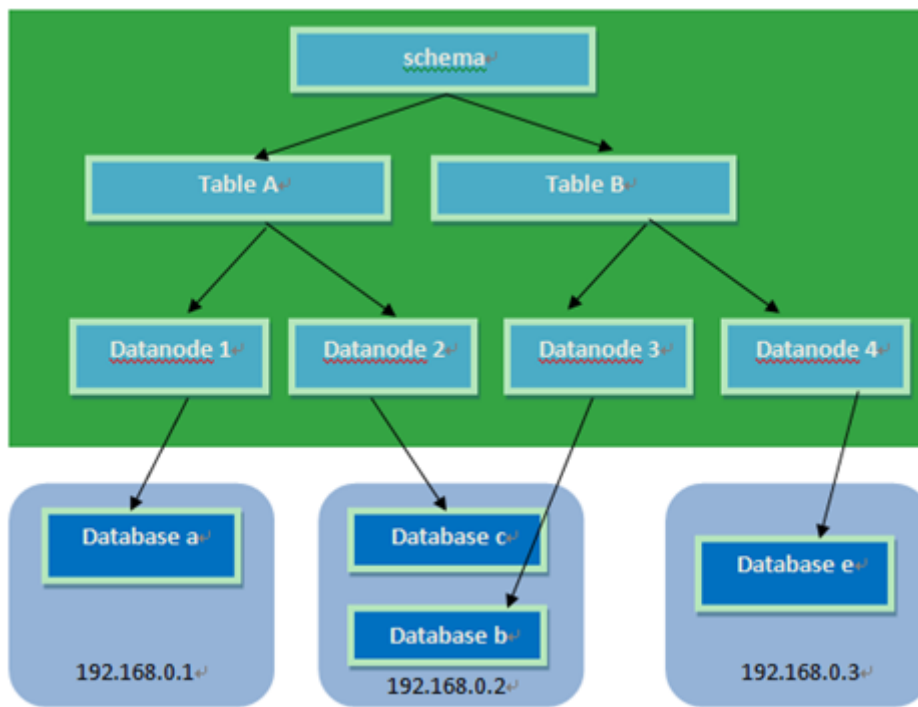 schema
Table A
Table B
Datanode 1
Datanode 2
Datanode 3
Datanode 4
Database a
Database c
Database e
Database b
192.168.0.1
192.168.0.2
192.168.0.3